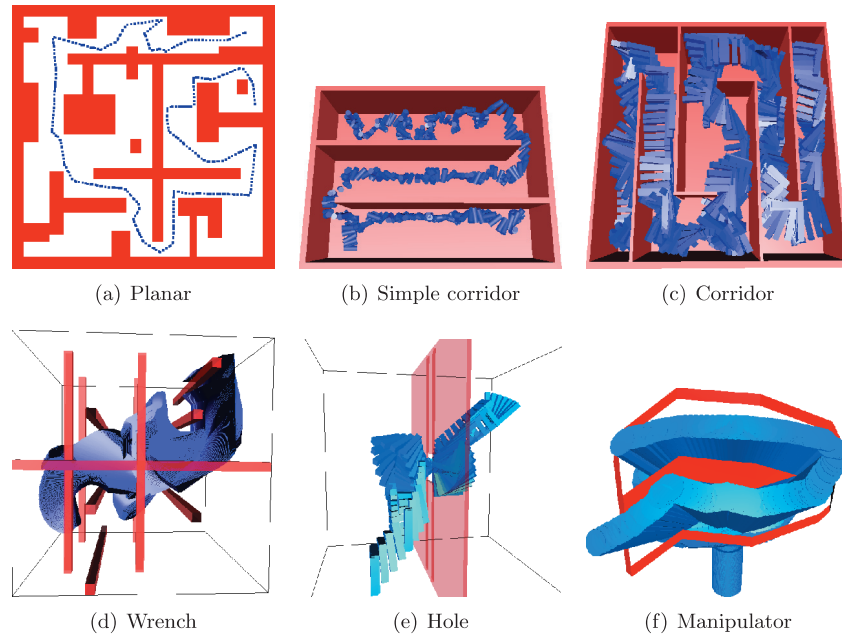 (a) Planar
(b) Simple corridor
(c) Corridor
(d) Wrench
(e) Hole
(f) Manipulator